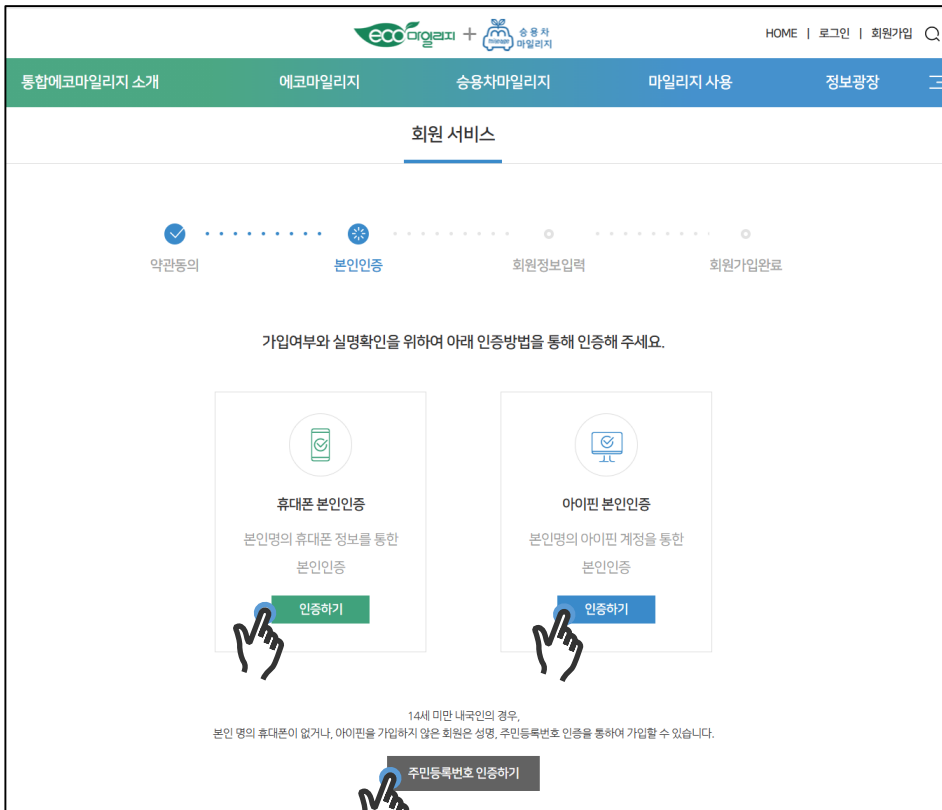 eco마일리지 + mileage 승용차
마일리지
HOME | 로그인 | 회원가입
통합에코마일리지 소개 에코마일리지 승용차마일리지 마일리지 사용 정보광장
회원 서비스
약관동의 본인인증 회원정보입력 회원가입완료
가입여부와 실명확인을 위하여 아래 인증방법을 통해 인증해 주세요.
휴대폰 본인인증
본인명의 휴대폰 정보를 통한
본인인증
인증하기
아이핀 본인인증
본인명의 아이핀 계정을 통한
본인인증
인증하기
14세 미만 내국인의 경우,
본인 명의 휴대폰이 없거나, 아이핀을 가입하지 않은 회원은 성명, 주민등록번호 인증을 통하여 가입할 수 있습니다.
주민등록번호 인증하기